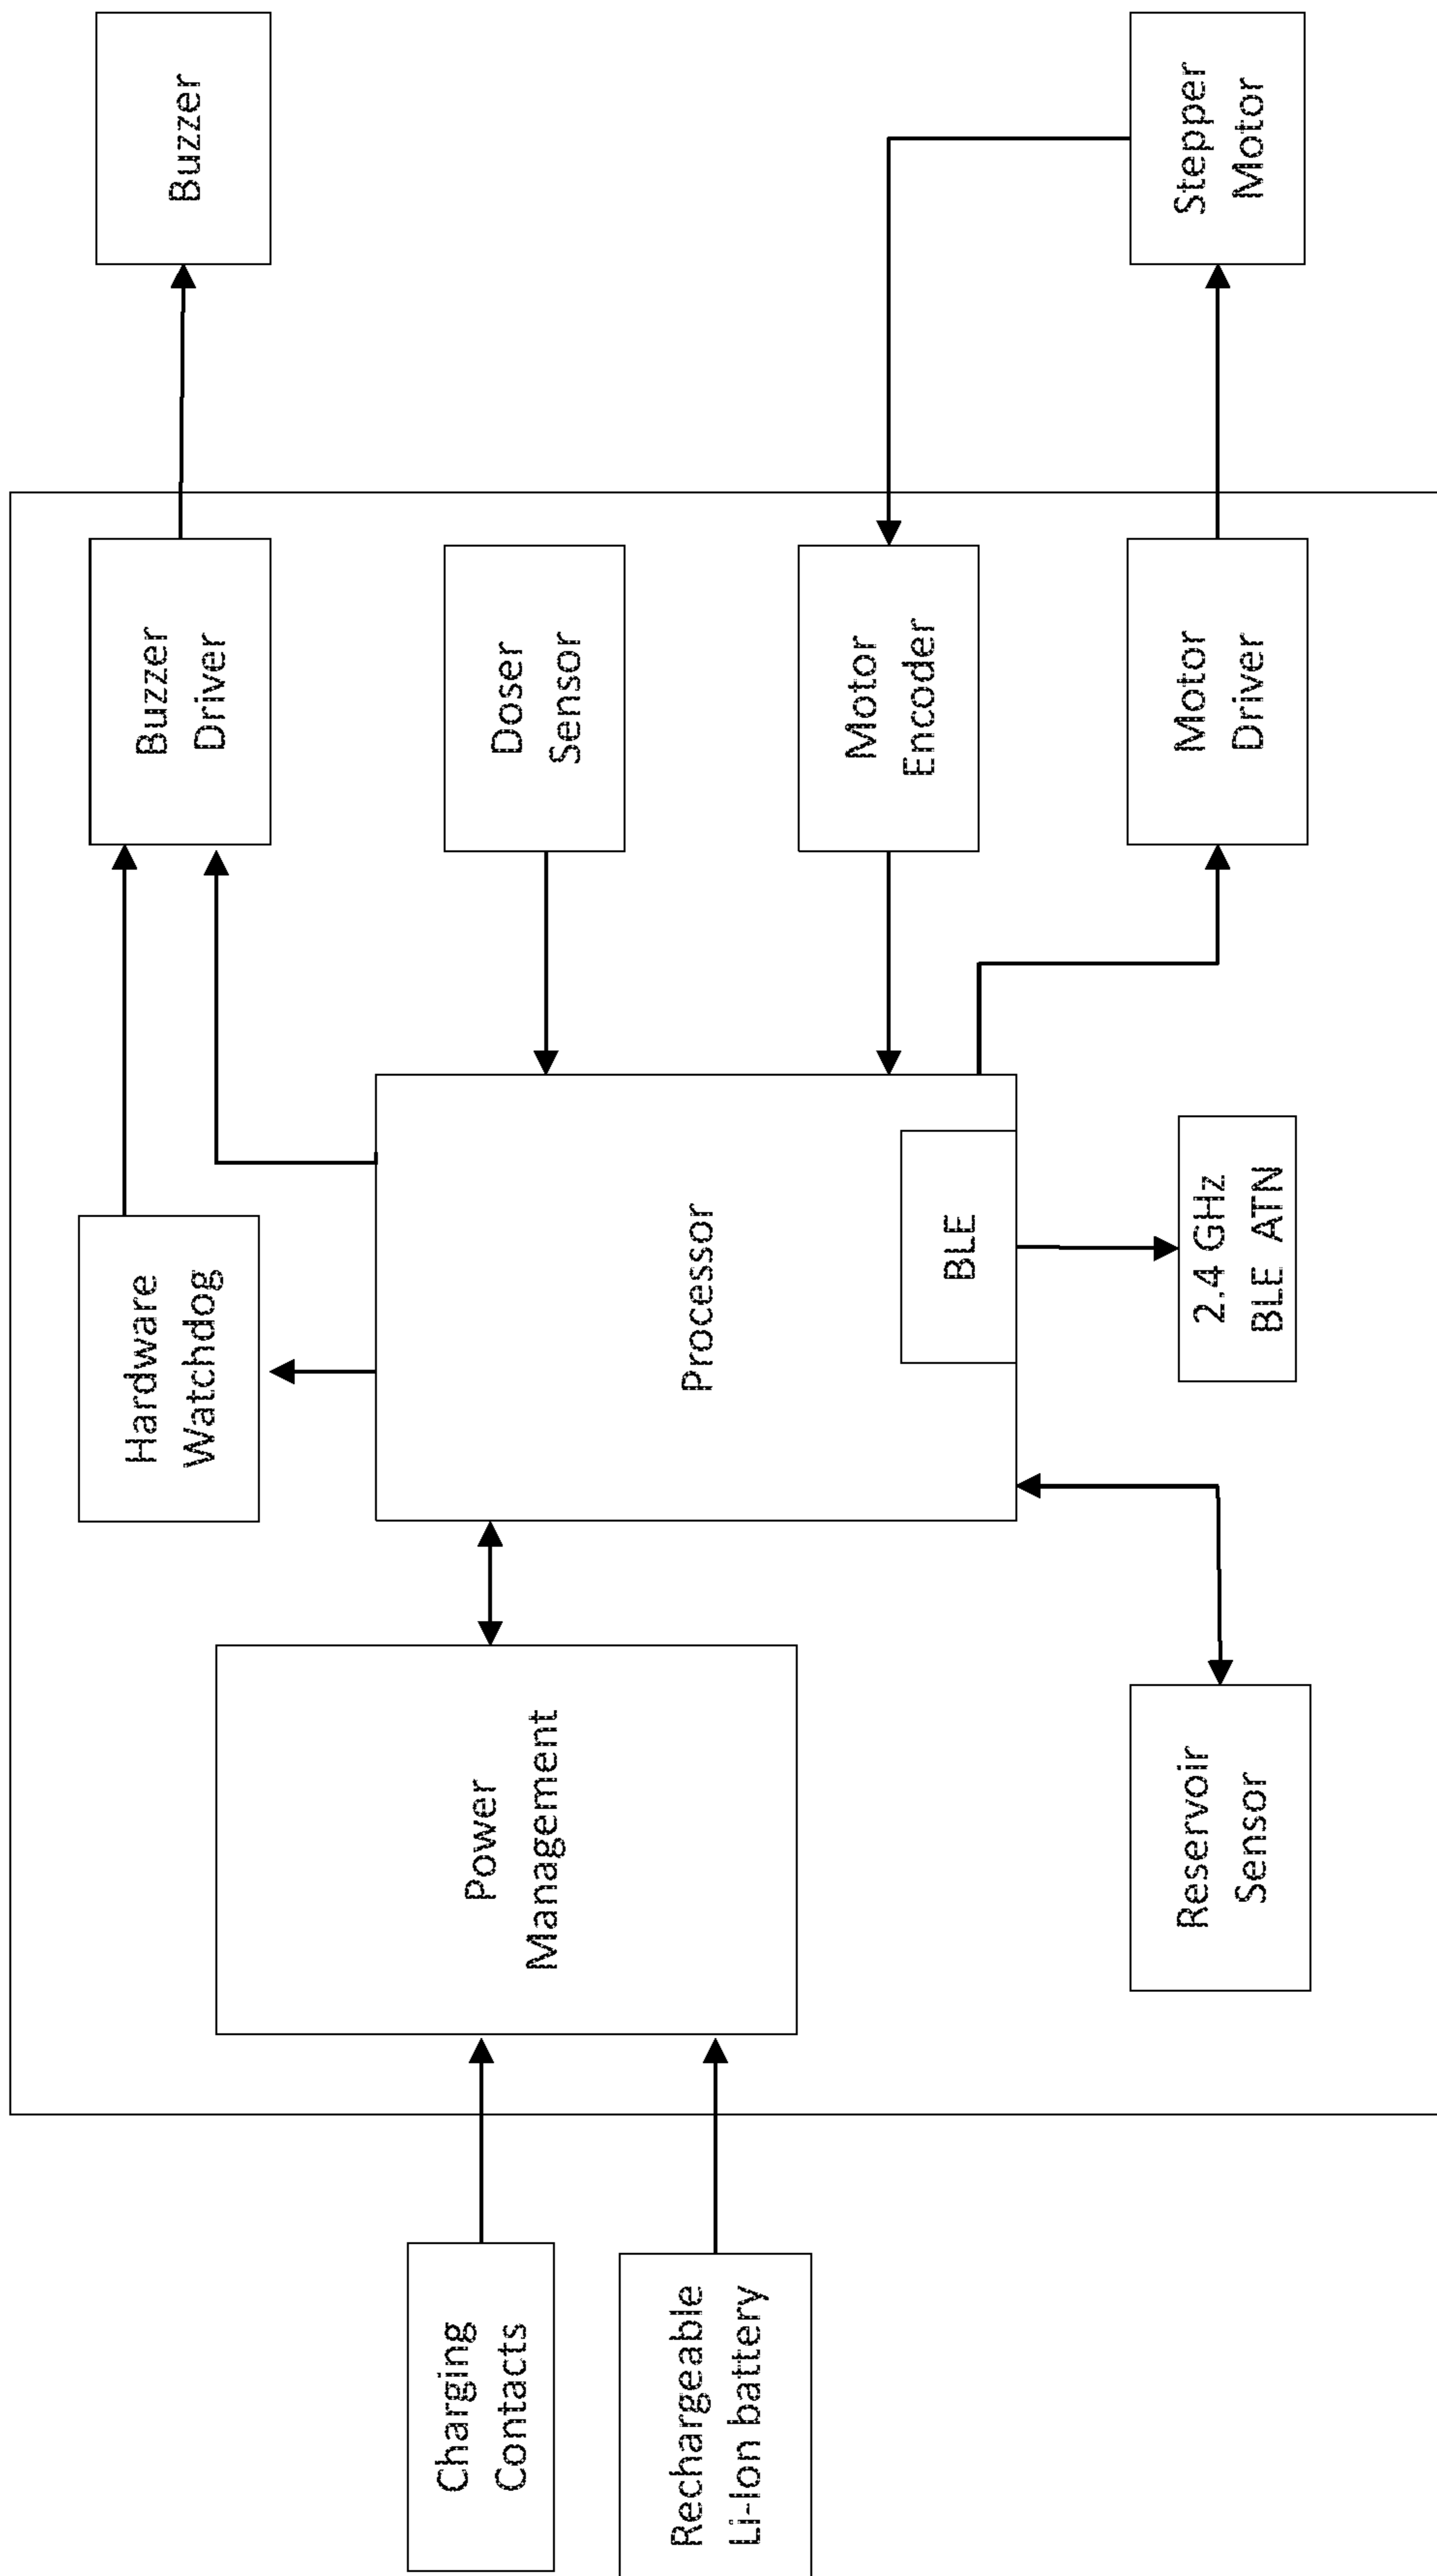 Charging
Contacts
Rechargeable
Li-Ion battery
Power
Management
Reservoir
Sensor
Hardware
Watchdog
Processor
BLE
2.4 GHz
BLE ATN
Buzzer
Driver
Doser
Sensor
Motor
Encoder
Motor
Driver
Buzzer
Stepper
Motor